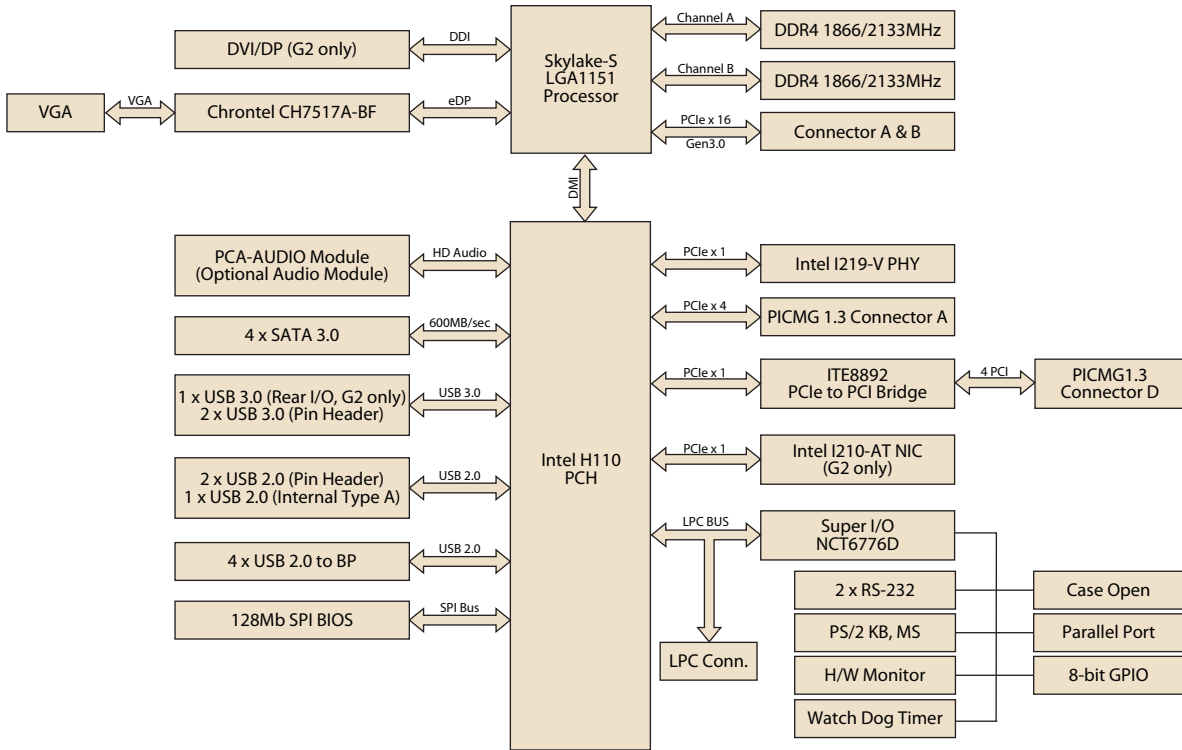 DVI/DP (G2 only)
DDI
Skylake-S
LGA1151
Processor
Channel A
DDR4 1866/2133MHz
Channel B
DDR4 1866/2133MHz
VGA
VGA
Chrontel CH7517A-BF
eDP
PCIe x 16
Gen3.0
Connector A & B
DMI
PCA-AUDIO Module
(Optional Audio Module)
HD Audio
4 x SATA 3.0
600MB/sec
1 x USB 3.0 (Rear I/O, G2 only)
2 x USB 3.0 (Pin Header)
USB 3.0
2 x USB 2.0 (Pin Header)
1 x USB 2.0 (Internal Type A)
USB 2.0
4 x USB 2.0 to BP
USB 2.0
128Mb SPI BIOS
SPI Bus
Intel H110
PCH
PCIe x 1
Intel I219-V PHY
PCIe x 4
PICMG 1.3 Connector A
PCIe x 1
ITE8892
PCIe to PCI Bridge
4 PCI
PICMG1.3
Connector D
PCIe x 1
Intel I210-AT NIC
(G2 only)
LPC BUS
Super I/O
NCT6776D
LPC Conn.
2 x RS-232
Case Open
PS/2 KB, MS
Parallel Port
H/W Monitor
8-bit GPIO
Watch Dog Timer